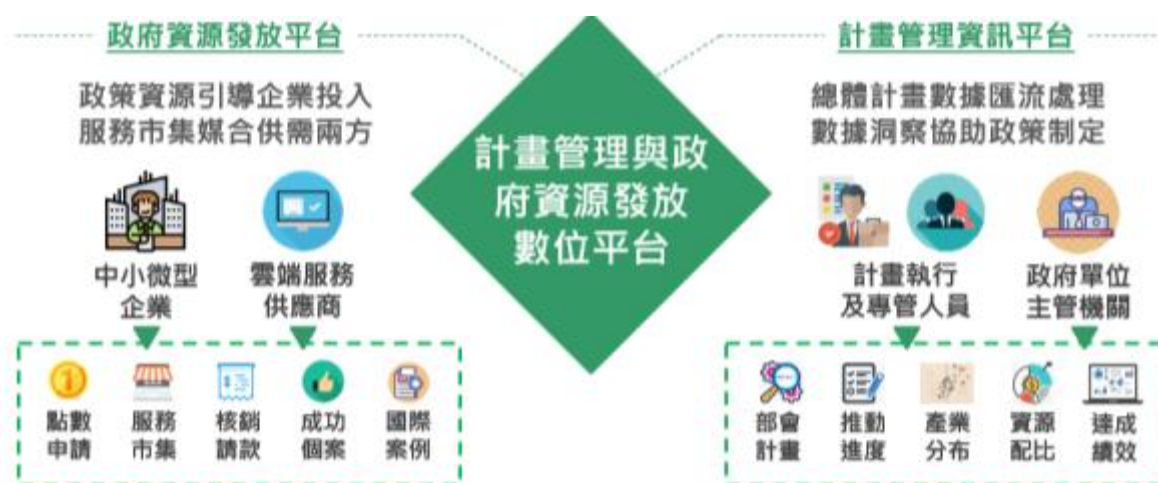 政府資源發放平台
政策資源引導企業投入
服務市集媒合供需兩方
中小微型
企業
雲端服務
供應商
點數
申請
服務
市集
核銷
請款
成功
個案
國際
案例
計畫管理與政
府資源發放
數位平台
計畫管理資訊平台
總體計畫數據匯流處理
數據洞察協助政策制定
計畫執行
及專管人員
政府單位
主管機關
部會
計畫
推動
進度
產業
分布
資源
配比
達成
績效